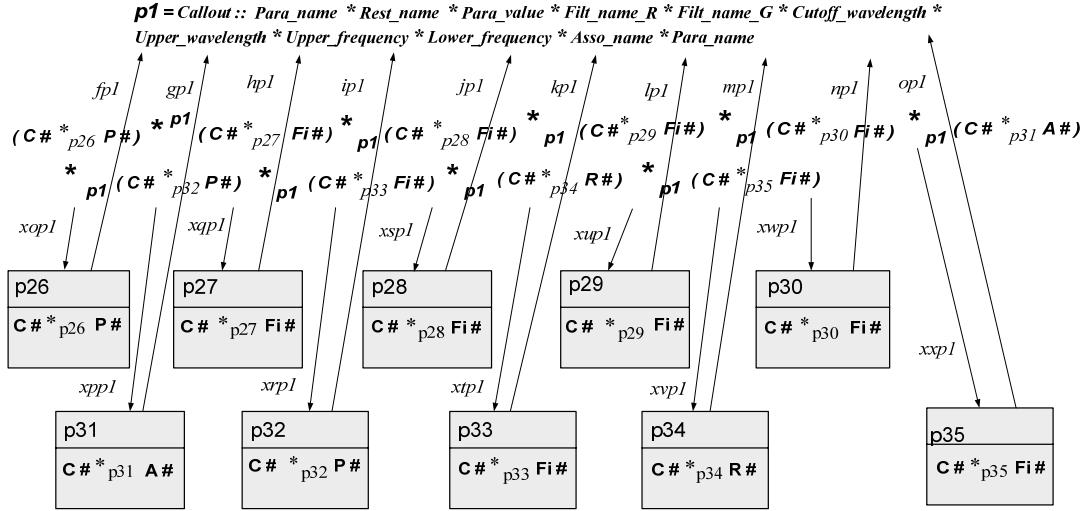 p1 = Callout :: Para_name * Rest_name * Para_value * Filt_name_R * Filt_name_G * Cutoff_wavelength *
Upper_wavelength * Upper_frequency * Lower_frequency * Asso_name * Para_name
fp1 gp1 hp1 ip1 jp1 kp1 lp1 mp1 np1 op1
(C# *p26 P#) *p1 (C# *p27 Fi#) *p1 (C# *p28 Fi#) *p1 (C# *p29 Fi#) *p1 (C# *p30 Fi#) *p1 (C# *p31 A#)
*p1 (C# *p32 P#) *p1 (C# *p33 Fi#) *p1 (C# *p34 R#) *p1 (C# *p35 Fi#)
xop1 xqp1 xsp1 xup1 xwp1
p26 p27 p28 p29 p30
C# *p26 P# C# *p27 Fi# C# *p28 Fi# C# *p29 Fi# C# *p30 Fi#
xpp1 xrp1 xtp1 xvp1 xxp1
p31 p32 p33 p34 p35
C# *p31 A# C# *p32 P# C# *p33 Fi# C# *p34 R# C# *p35 Fi#